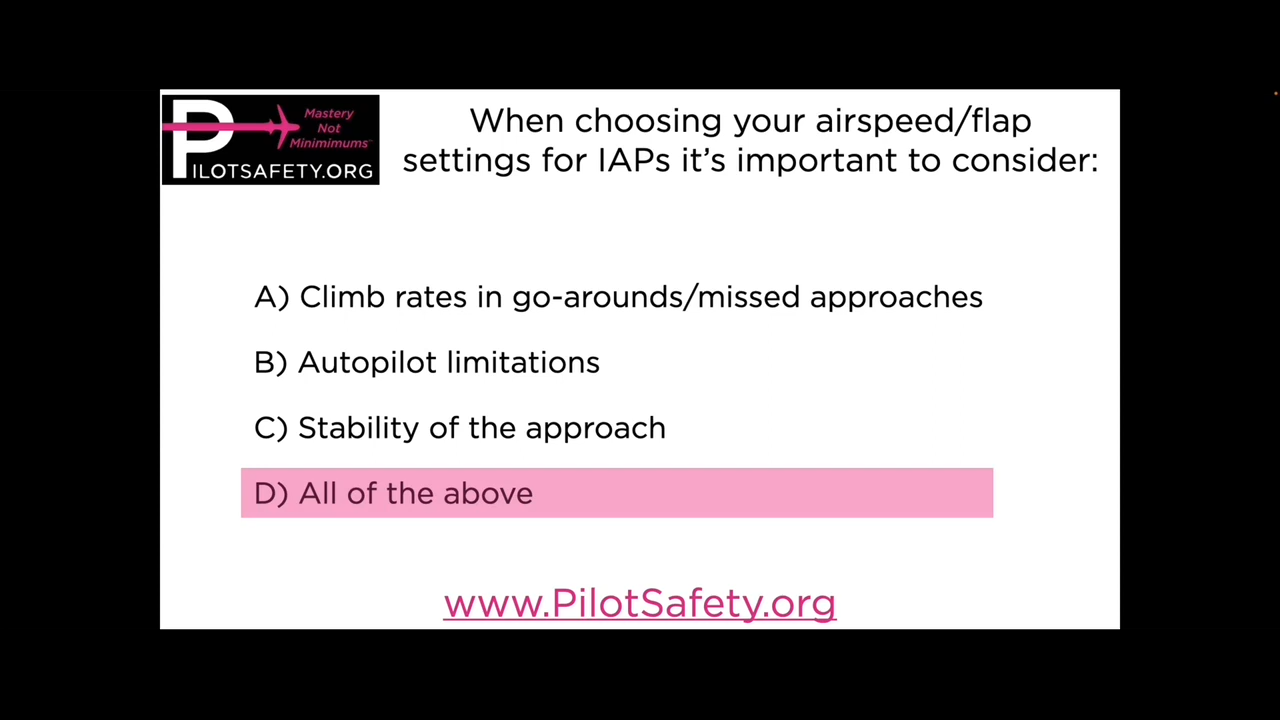 Mastery
Not
Minimimums™
PILOTSAFETY.ORG
When choosing your airspeed/flap
settings for IAPs it’s important to consider:
A) Climb rates in go-arounds/missed approaches
B) Autopilot limitations
C) Stability of the approach
D) All of the above
www.PilotSafety.org